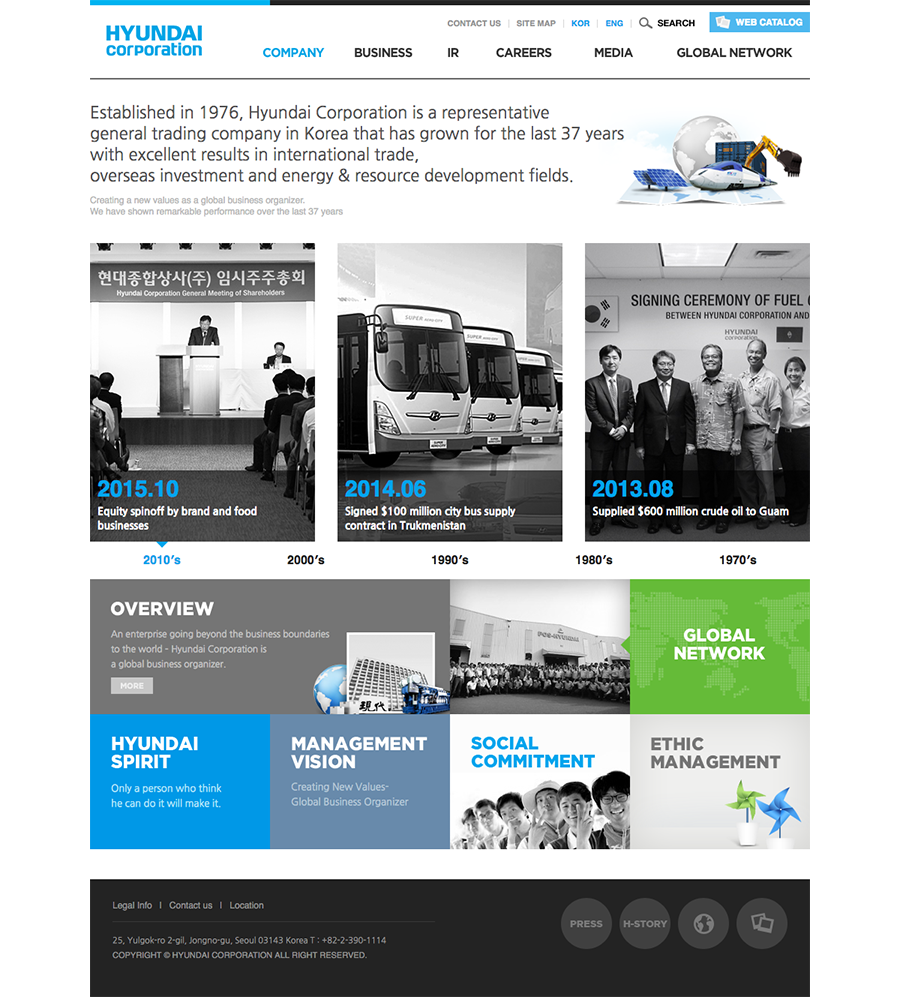 HYUNDAI
corporation
CONTACT US | SITE MAP | KOR | ENG | SEARCH
WEB CATALOG
COMPANY BUSINESS IR CAREERS MEDIA GLOBAL NETWORK
Established in 1976, Hyundai Corporation is a representative
general trading company in Korea that has grown for the last 37 years
with excellent results in international trade,
overseas investment and energy & resource development fields.
Creating a new values as a global business organizer.
We have shown remarkable performance over the last 37 years
현대종합상사(주) 임시주주총회
Hyundai Corporation General Meeting of Shareholders
2015.10
Equity spinoff by brand and food
businesses
SUPER AERO CITY
SUPER
SUPER
2014.06
Signed $100 million city bus supply
contract in Trukmenistan
SIGNING CEREMONY OF FUEL
BETWEEN HYUNDAI CORPORATION AND
HYUNDAI
corporation
2013.08
Supplied $600 million crude oil to Guam
2010's 2000's 1990's 1980's 1970's
OVERVIEW
An enterprise going beyond the business boundaries
to the world - Hyundai Corporation is
a global business organizer.
MORE
現代
POS-HYUNDAI
GLOBAL
NETWORK
HYUNDAI
SPIRIT
Only a person who think
he can do it will make it.
MANAGEMENT
VISION
Creating New Values-
Global Business Organizer
SOCIAL
COMMITMENT
ETHIC
MANAGEMENT
Legal Info | Contact us | Location
25, Yulgok-ro 2-gil, Jongno-gu, Seoul 03143 Korea T : +82-2-390-1114
COPYRIGHT © HYUNDAI CORPORATION ALL RIGHT RESERVED.
PRESS
H-STORY